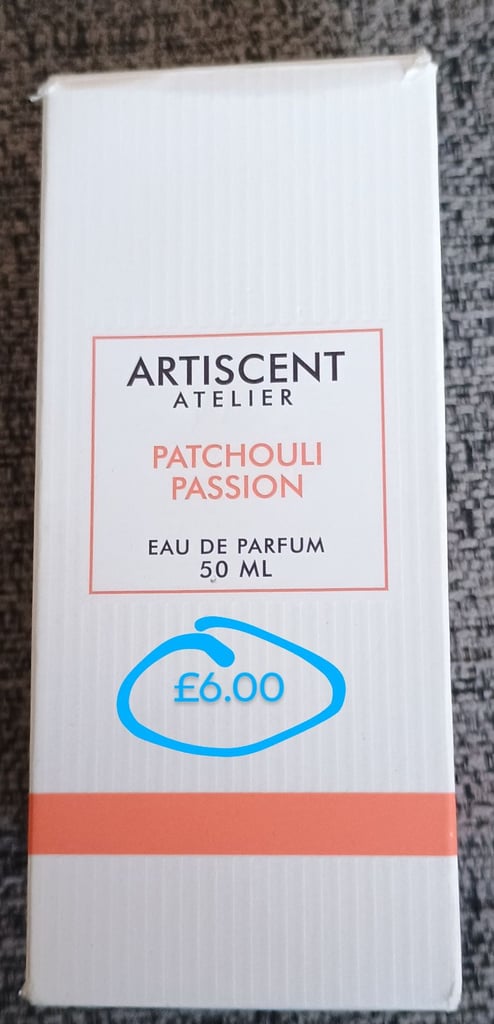 ARTISCENT
ATELIER
PATCHOULI
PASSION
EAU DE PARFUM
50 ML
£6.00